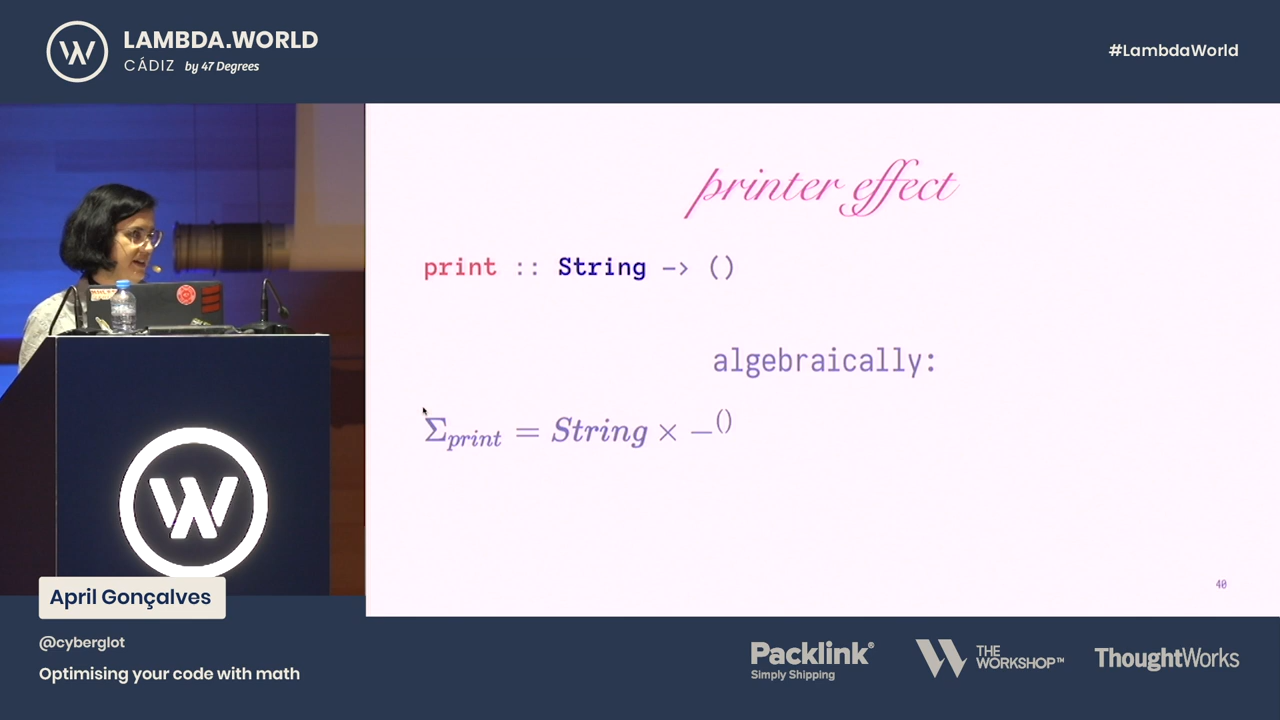 LAMBDA.WORLD
CÁDIZ by 47 Degrees
#LambdaWorld
printer effect
print :: String -> ()
algebraically:
Σprint = String × –()
40
W
April Gonçalves
@cyberglot
Optimising your code with math
Packlink®
Simply Shipping
THE
WORKSHOP™
ThoughtWorks